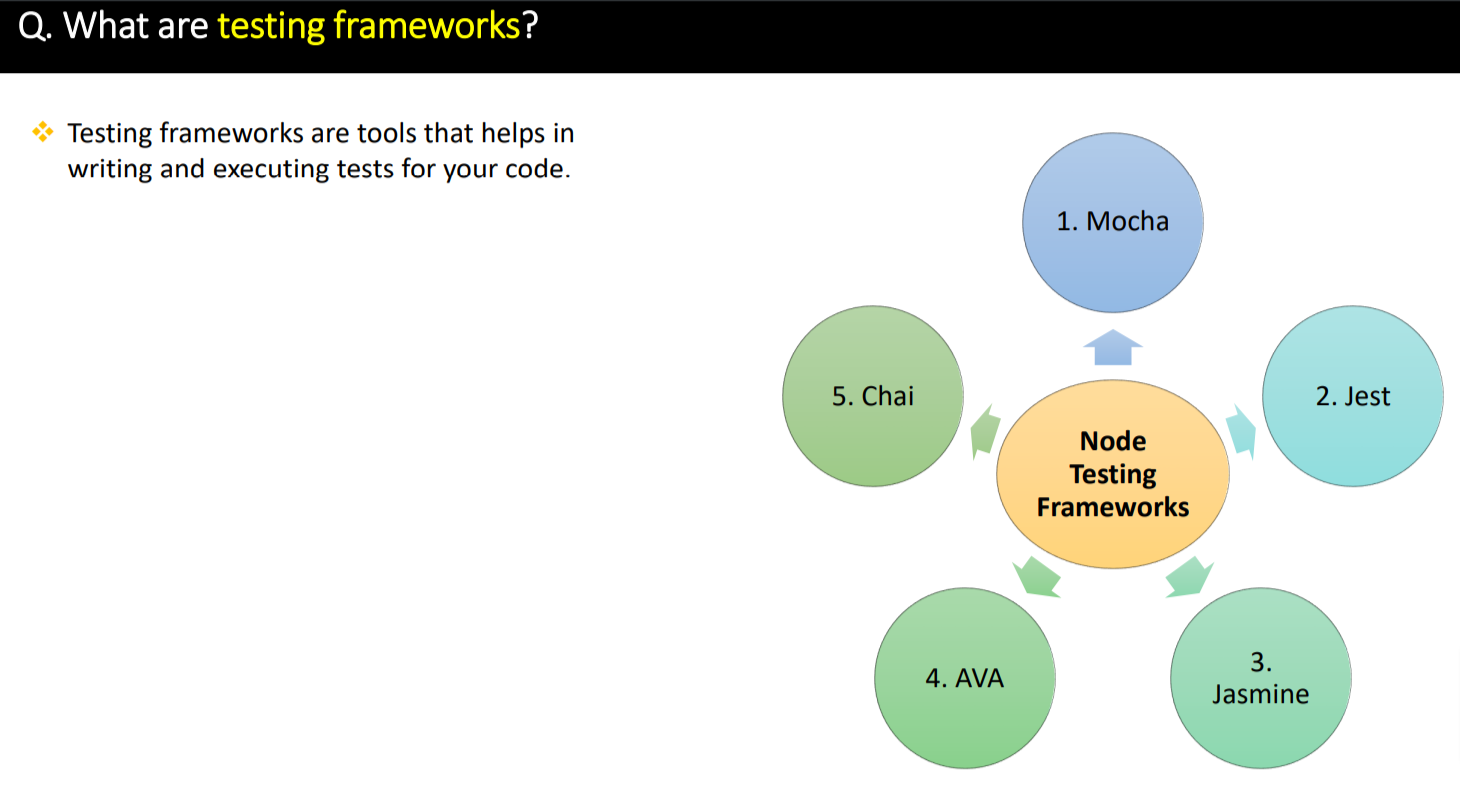 Q. What are testing frameworks?
Testing frameworks are tools that helps in
writing and executing tests for your code.
1. Mocha
5. Chai
2. Jest
Node
Testing
Frameworks
4. AVA
3.
Jasmine